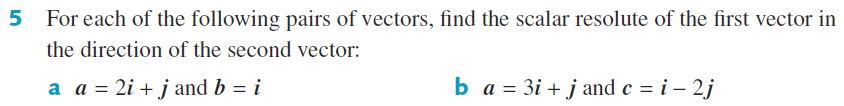 5 For each of the following pairs of vectors, find the scalar resolute of the first vector in
the direction of the second vector:
a a = 2i + j and b = i b a = 3i + j and c = i – 2j